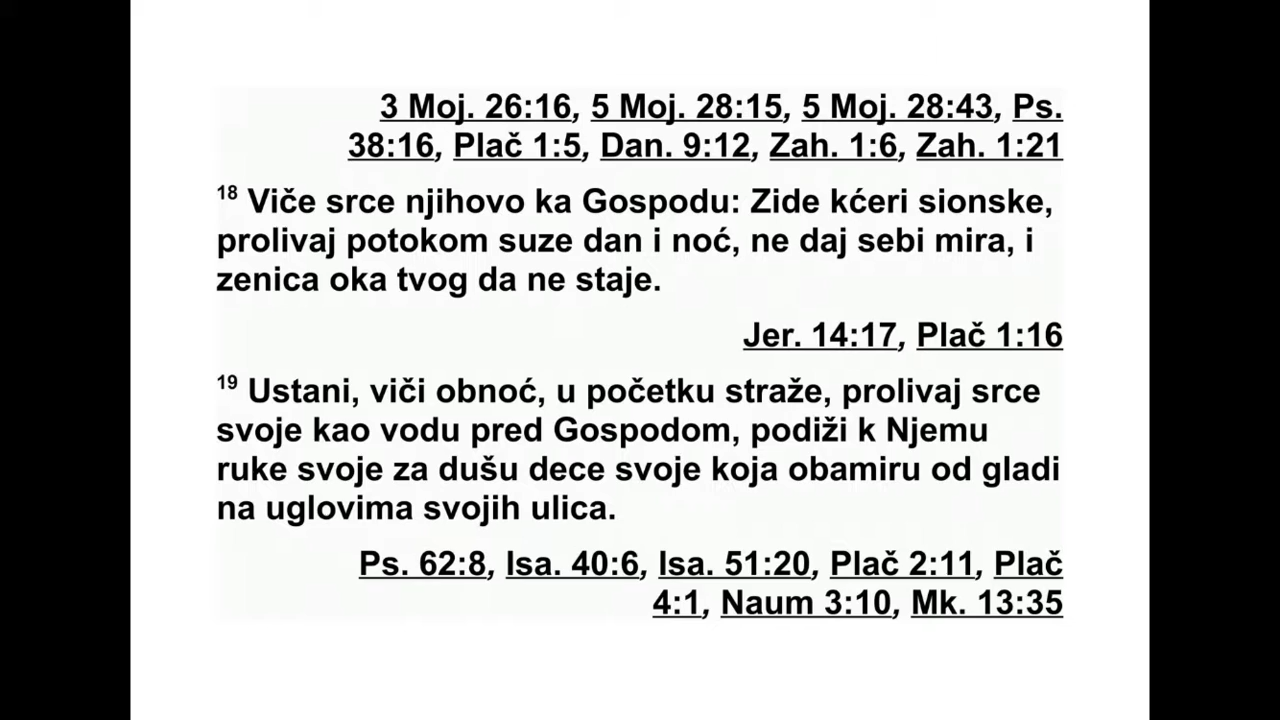 3 Moj. 26:16, 5 Moj. 28:15, 5 Moj. 28:43, Ps.
38:16, Plač 1:5, Dan. 9:12, Zah. 1:6, Zah. 1:21
18 Viče srce njihovo ka Gospodu: Zide kćeri sionske,
prolivaj potokom suze dan i noć, ne daj sebi mira, i
zenica oka tvog da ne staje.
Jer. 14:17, Plač 1:16
19 Ustani, viči obnoć, u početku straže, prolivaj srce
svoje kao vodu pred Gospodom, podiži k Njemu
ruke svoje za dušu dece svoje koja obamiru od gladi
na uglovima svojih ulica.
Ps. 62:8, Isa. 40:6, Isa. 51:20, Plač 2:11, Plač
4:1, Naum 3:10, Mk. 13:35